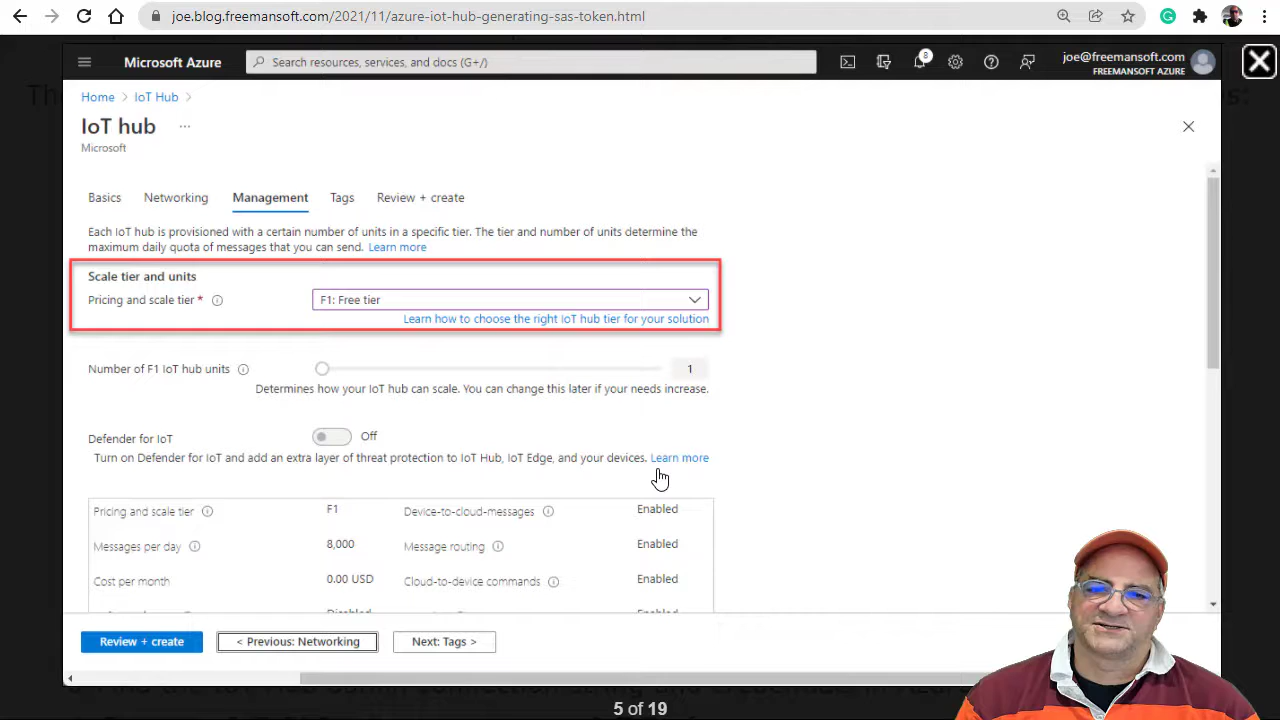 joe.blog.freemansoft.com/2021/11/azure-iot-hub-generating-sas-token.html
Microsoft Azure
Search resources, services, and docs (G+/)
8
joe@freemansoft.com
FREEMANSOFT AZURE
Home > IoT Hub >
IoT hub ...
Microsoft
Basics Networking Management Tags Review + create
Each IoT hub is provisioned with a certain number of units in a specific tier. The tier and number of units determine the
maximum daily quota of messages that you can send. Learn more
Scale tier and units
Pricing and scale tier * F1: Free tier
Learn how to choose the right IoT hub tier for your solution
Number of F1 IoT hub units 1
Determines how your IoT hub can scale. You can change this later if your needs increase.
Defender for IoT Off
Turn on Defender for IoT and add an extra layer of threat protection to IoT Hub, IoT Edge, and your devices. Learn more
Pricing and scale tier F1 Device-to-cloud-messages Enabled
Messages per day 8,000 Message routing Enabled
Cost per month 0.00 USD Cloud-to-device commands Enabled
Disabled Enabled
Review + create < Previous: Networking Next: Tags >
5 of 19